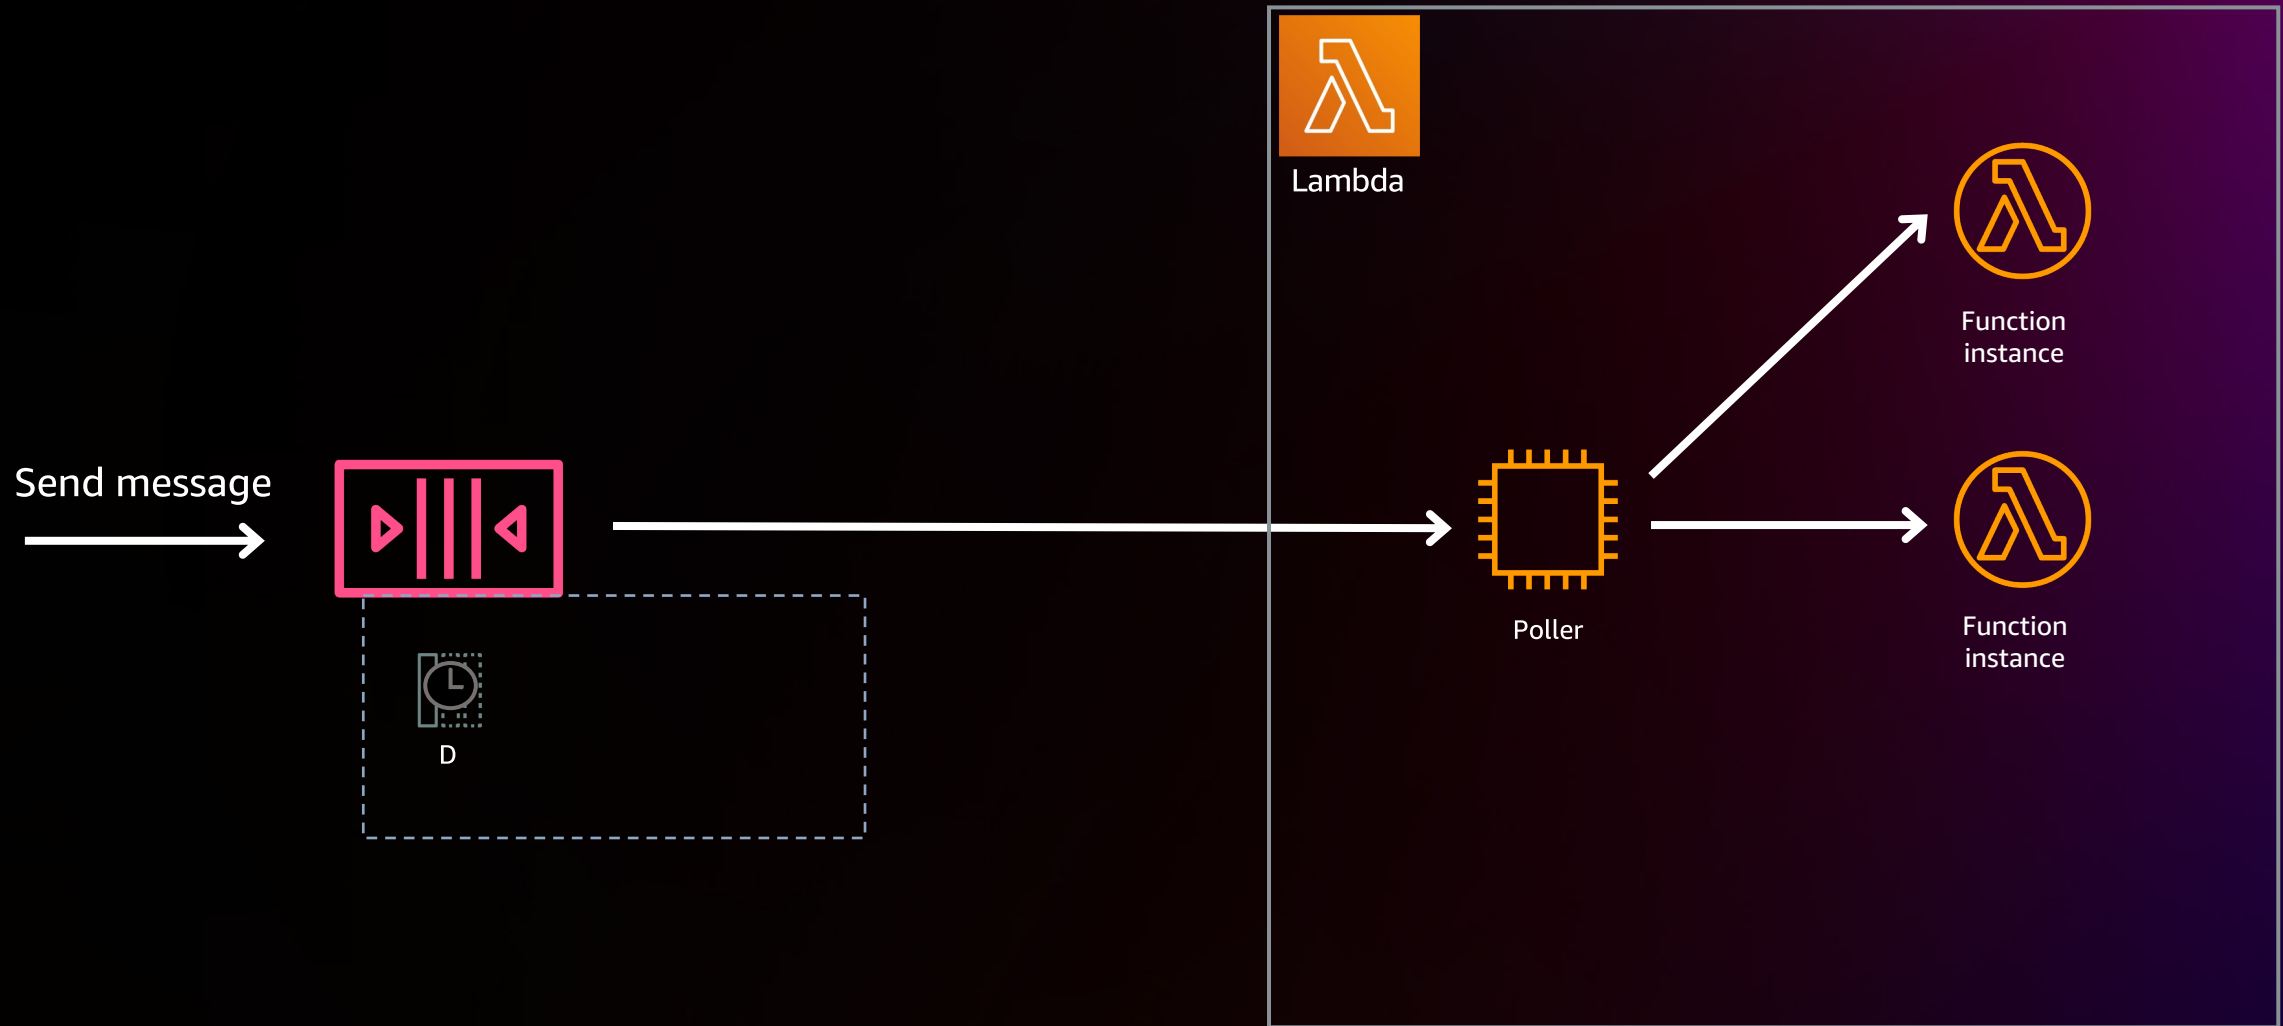 Lambda
Function
instance
Send message
Poller
Function
instance
D